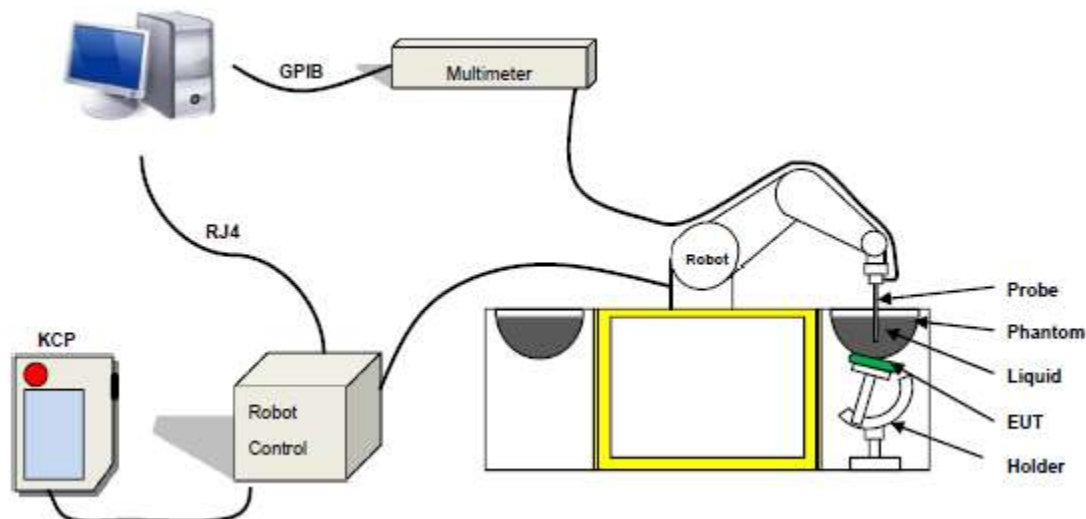 GPIB
Multimeter
RJ4
Robot
Probe
Phantom
KCP
Liquid
Robot
Control
EUT
Holder